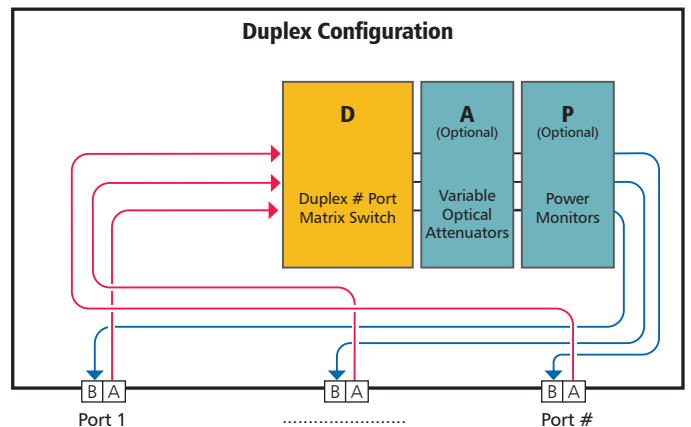 Duplex Configuration
D
Duplex # Port
Matrix Switch
A
(Optional)
Variable
Optical
Attenuators
P
(Optional)
Power
Monitors
B A
B A
B A
Port 1
........................
Port #